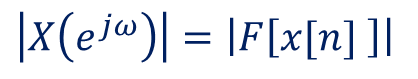 |X(e^{jω})| = |F[x[n] ]|